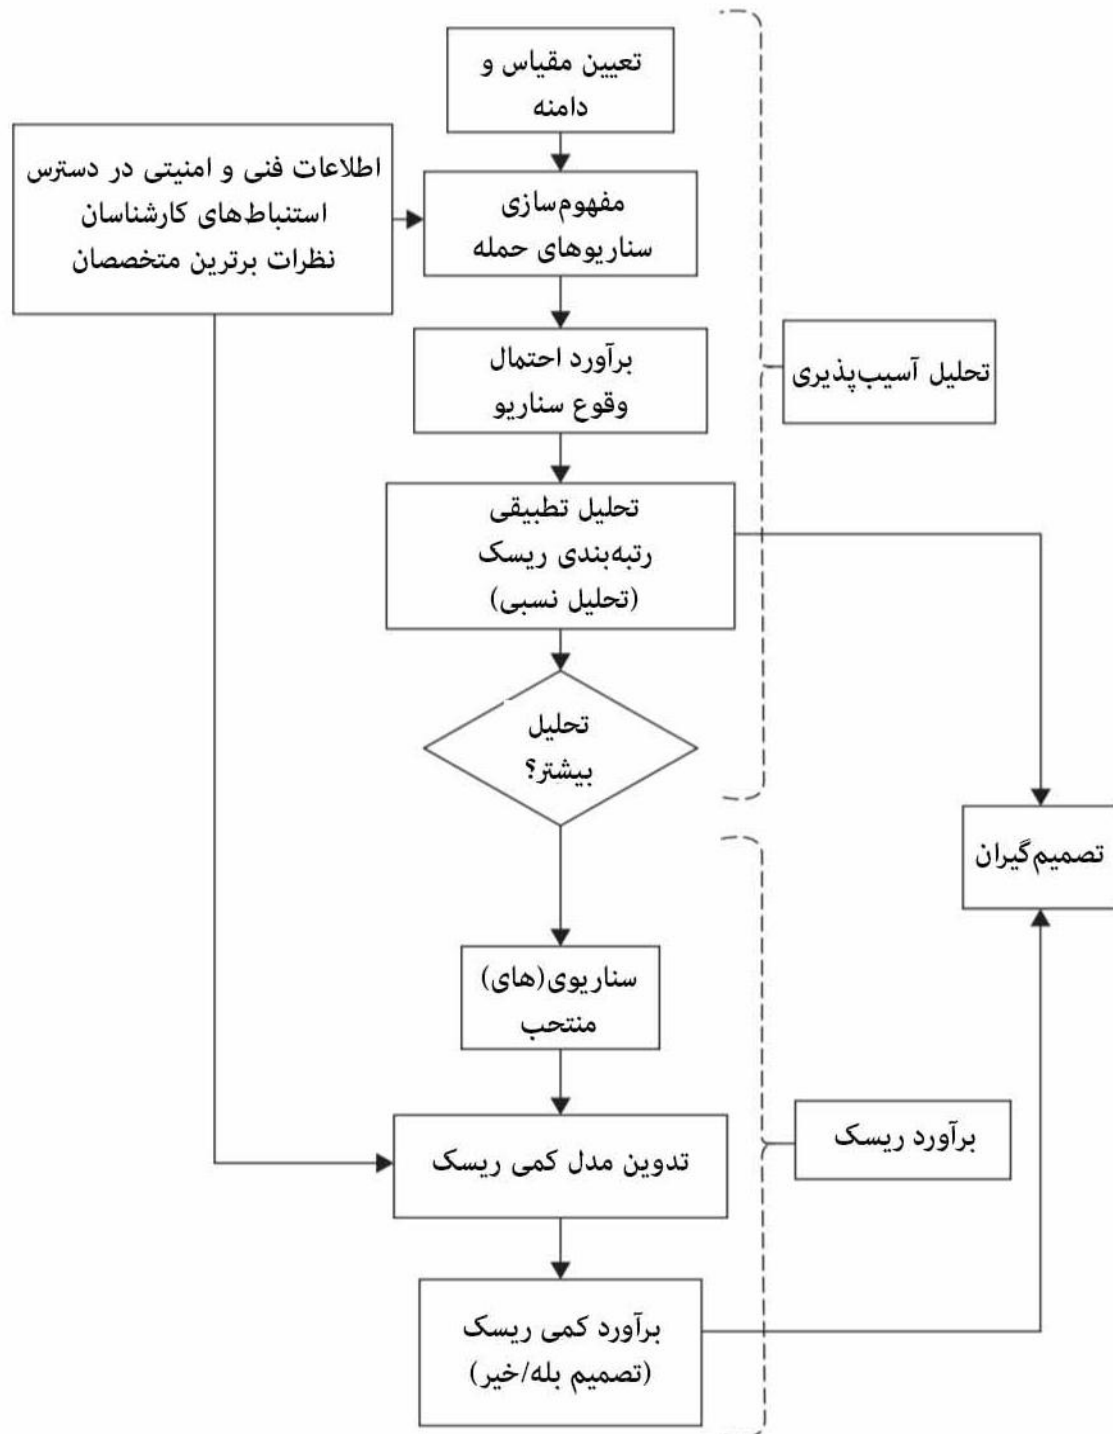 تعیین مقیاس و
دامنه
اطلاعات فنی و امنیتی در دسترس
استنباط‌های کارشناسان
نظرات برترین متخصصان
مفهوم‌سازی
سناریوهای حمله
برآورد احتمال
وقوع سناریو
تحلیل آسیب‌پذیری
تحلیل تطبیقی
رتبه‌بندی ریسک
(تحلیل نسبی)
تحلیل
بیشتر؟
تصمیم‌گیران
سناریوی(های)
منتحب
برآورد ریسک
تدوین مدل کمی ریسک
برآورد کمی ریسک
(تصمیم بله/خیر)